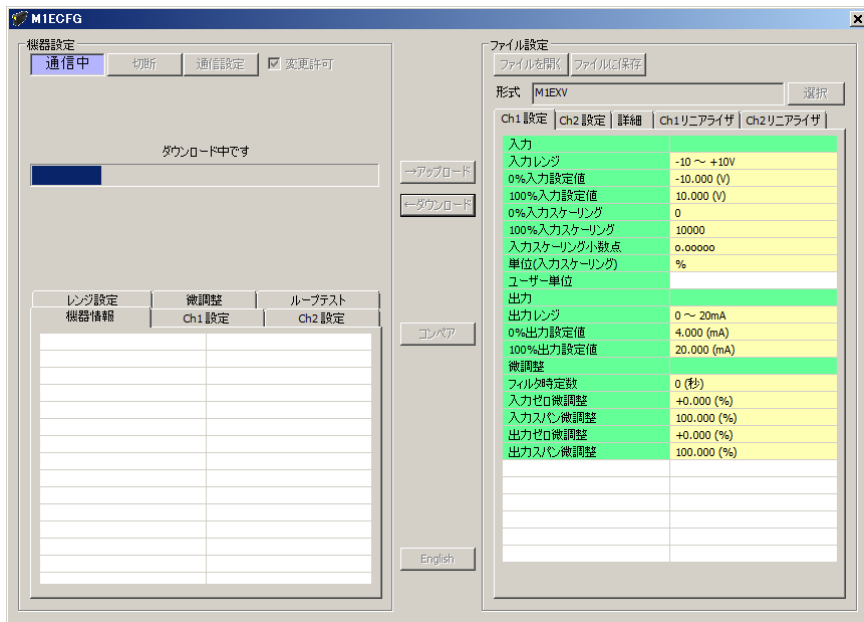 M1ECFG
機器設定
通信中 切断 通信設定 変更許可
ダウンロード中です
レンジ設定 微調整 ループテスト
機器情報 Ch1 設定 Ch2 設定
→アップロード
←ダウンロード
コンペア
English
ファイル設定
ファイルを開く ファイルに保存
形式 M1EXV 選択
Ch1 設定 Ch2 設定 詳細 Ch1リニアライザ Ch2リニアライザ
入力
入力レンジ -10 ～ +10V
0%入力設定値 -10.000 (V)
100%入力設定値 10.000 (V)
0%入力スケーリング 0
100%入力スケーリング 10000
入力スケーリング小数点 o.ooooo
単位(入力スケーリング) %
ユーザー単位
出力
出力レンジ 0 ～ 20mA
0%出力設定値 4.000 (mA)
100%出力設定値 20.000 (mA)
微調整
フィルタ時定数 0 (秒)
入力ゼロ微調整 +0.000 (%)
入力スパン微調整 100.000 (%)
出力ゼロ微調整 +0.000 (%)
出力スパン微調整 100.000 (%)